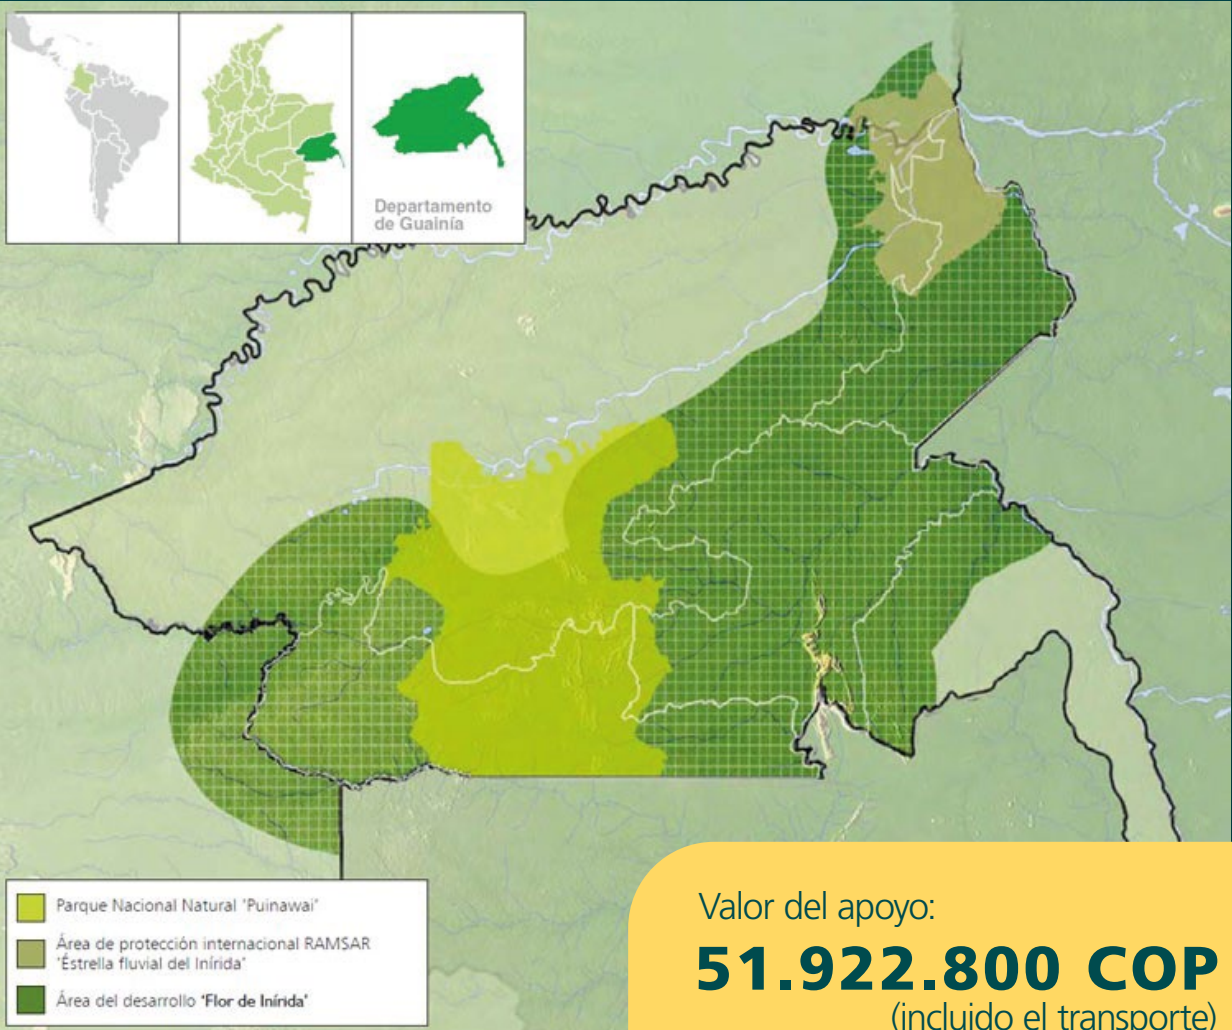 Departamento
de Guainía
Parque Nacional Natural 'Puinawai'
Área de protección internacional RAMSAR
'Éstrella fluvial del Inírida'
Área del desarrollo 'Flor de Inírida'
Valor del apoyo:
51.922.800 COP
(incluido el transporte)